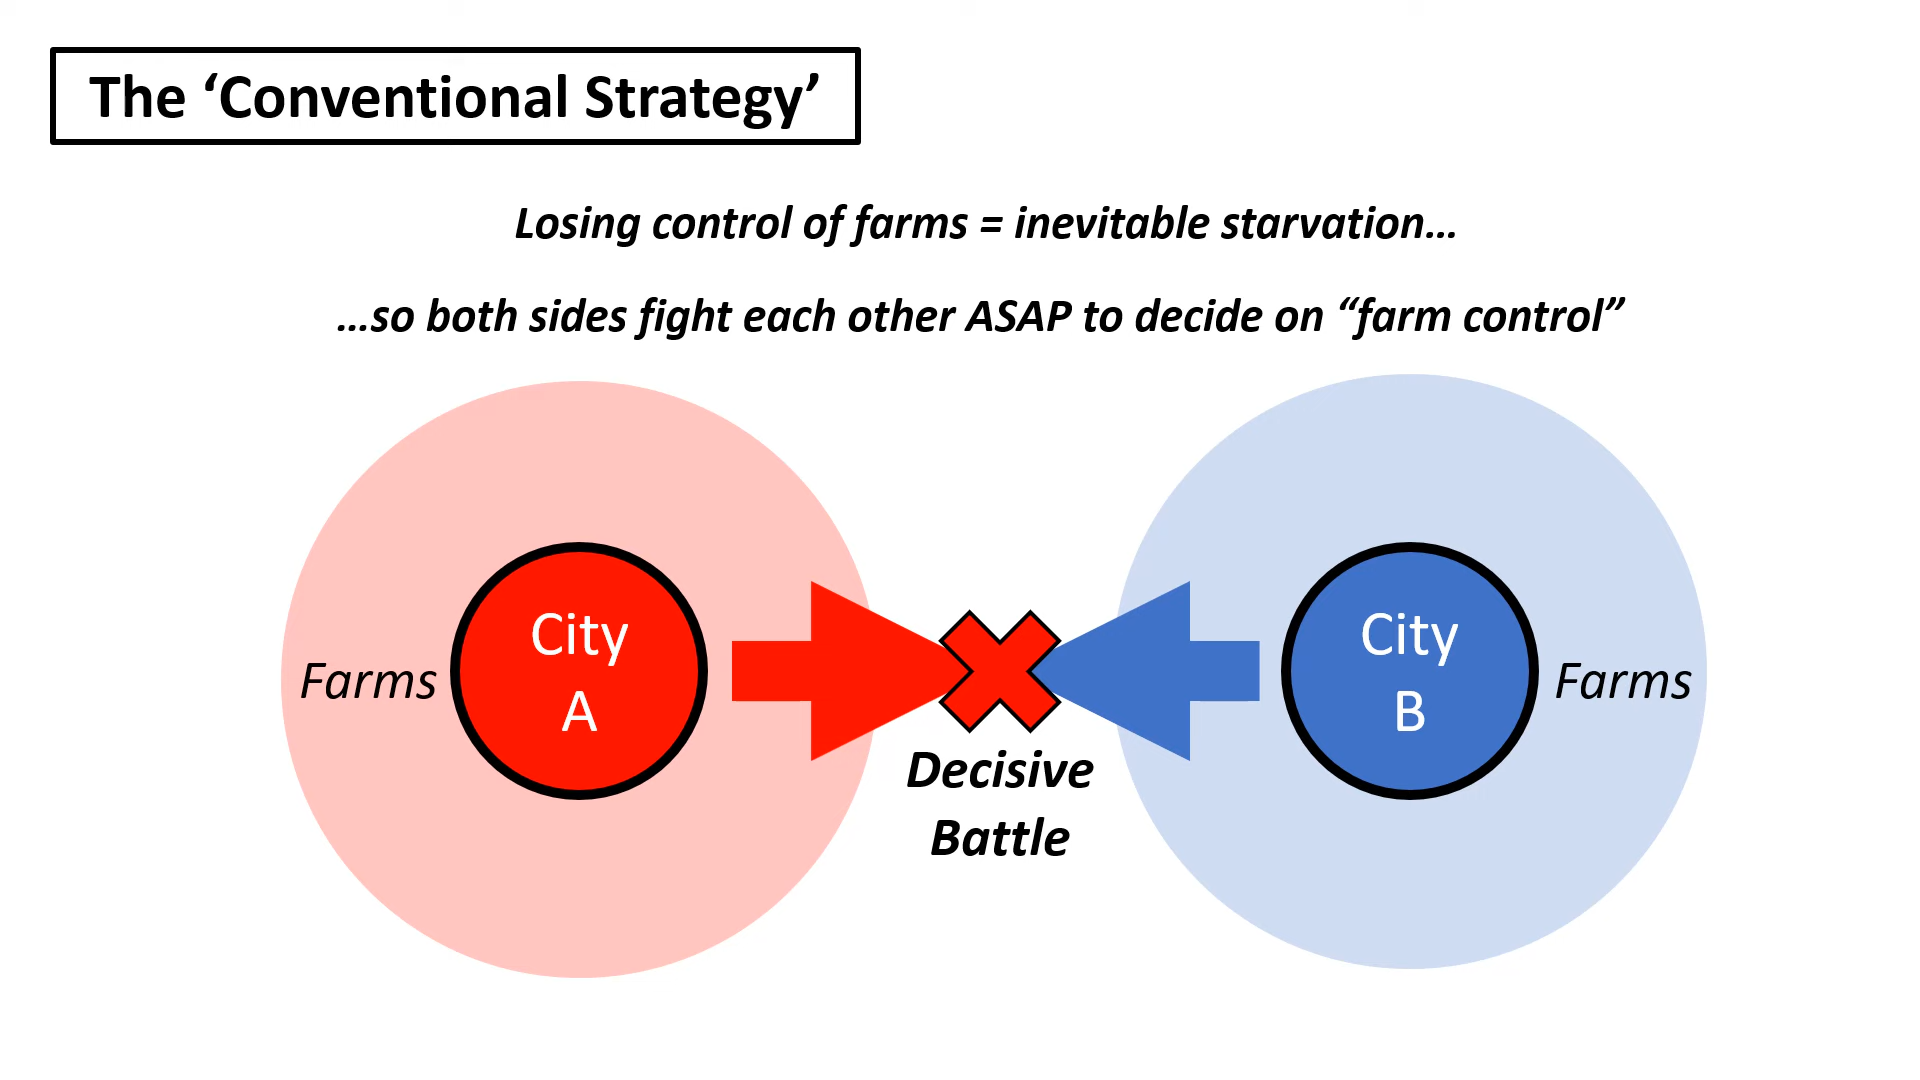 The ‘Conventional Strategy’
Losing control of farms = inevitable starvation…
…so both sides fight each other ASAP to decide on “farm control”
City
A
Farms
City
B
Farms
Decisive
Battle